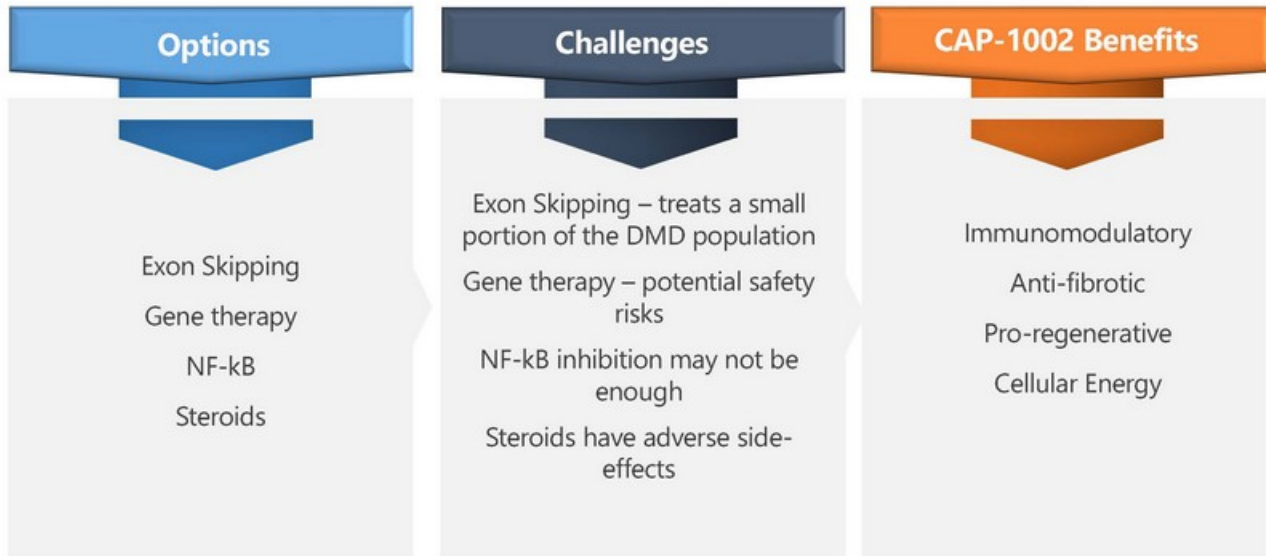 Options
Exon Skipping
Gene therapy
NF-kB
Steroids
Challenges
Exon Skipping – treats a small
portion of the DMD population
Gene therapy – potential safety
risks
NF-kB inhibition may not be
enough
Steroids have adverse side-
effects
CAP-1002 Benefits
Immunomodulatory
Anti-fibrotic
Pro-regenerative
Cellular Energy